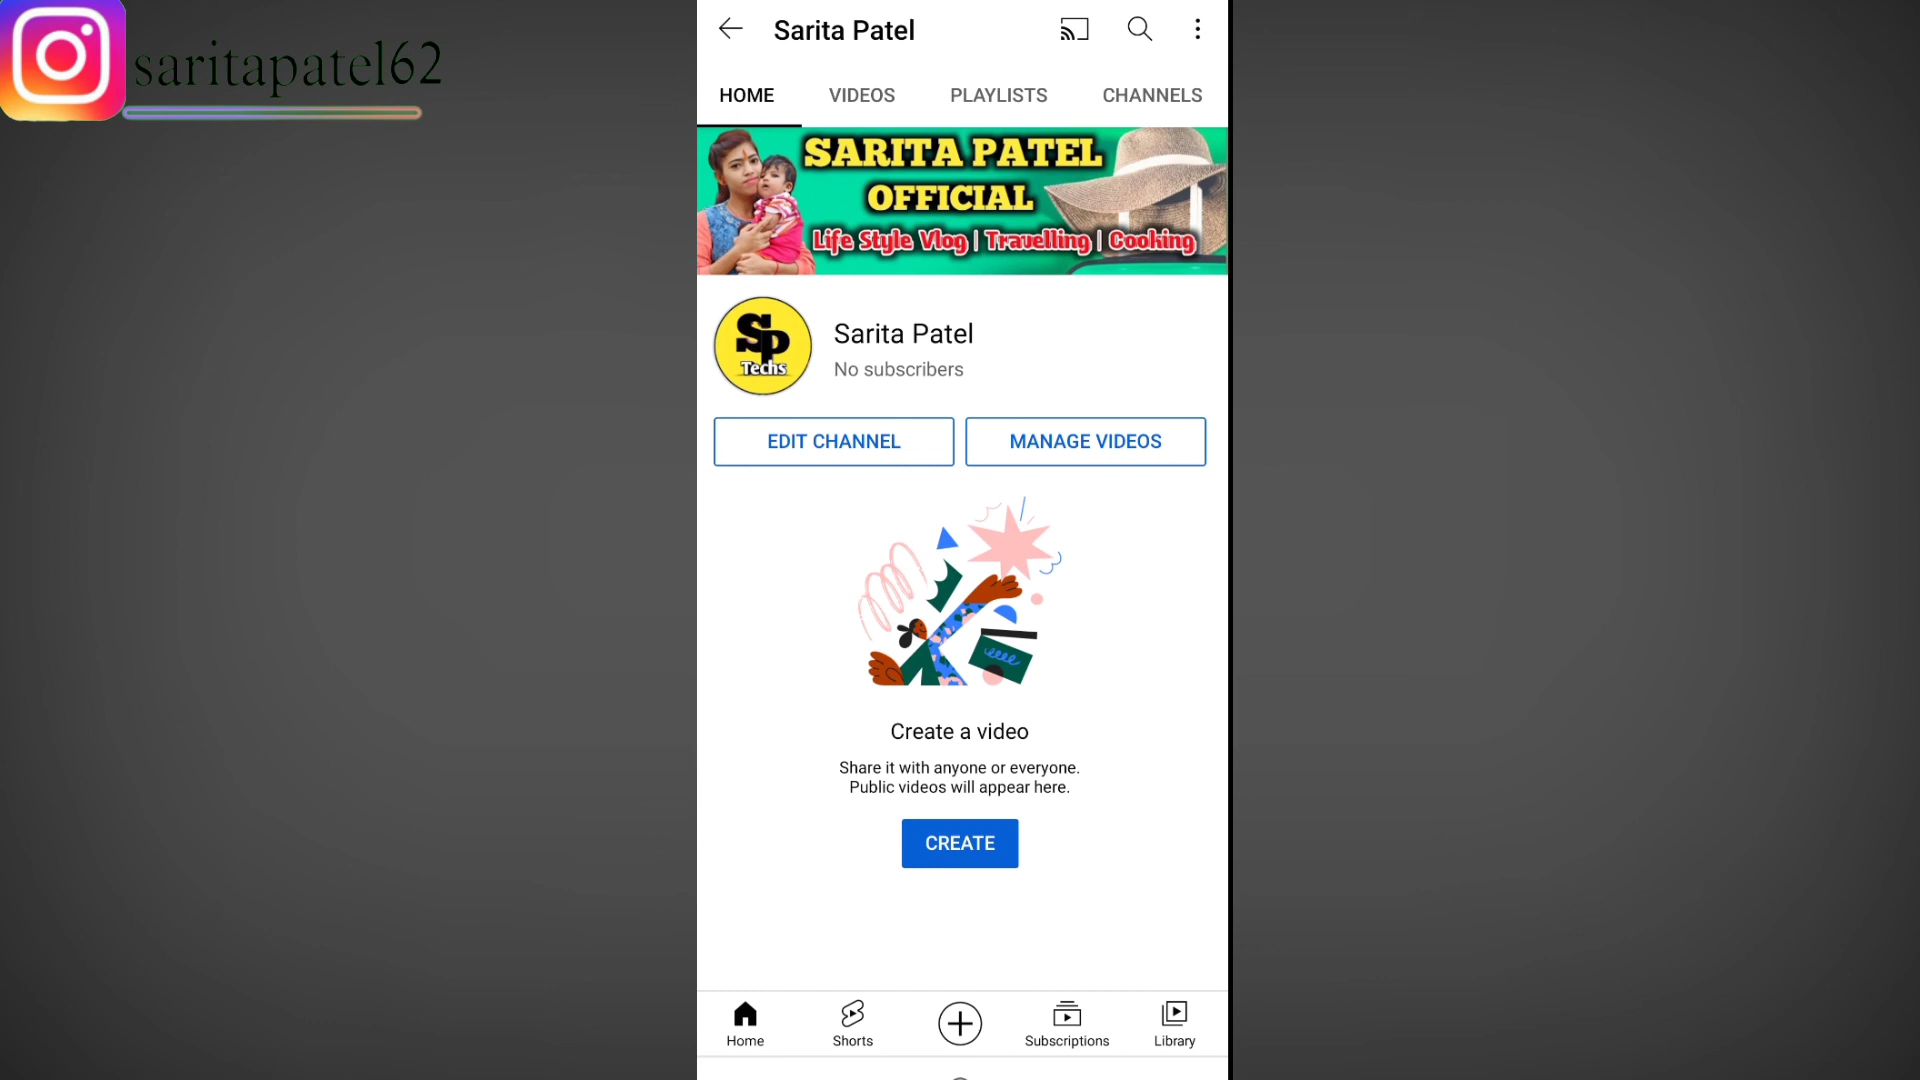 saritapatel62
Sarita Patel
HOME VIDEOS PLAYLISTS CHANNELS
SARITA PATEL
OFFICIAL
Life Style Vlog | Travelling | Cooking
SP
Techs
Sarita Patel
No subscribers
EDIT CHANNEL MANAGE VIDEOS
Create a video
Share it with anyone or everyone.
Public videos will appear here.
CREATE
Home Shorts Subscriptions Library